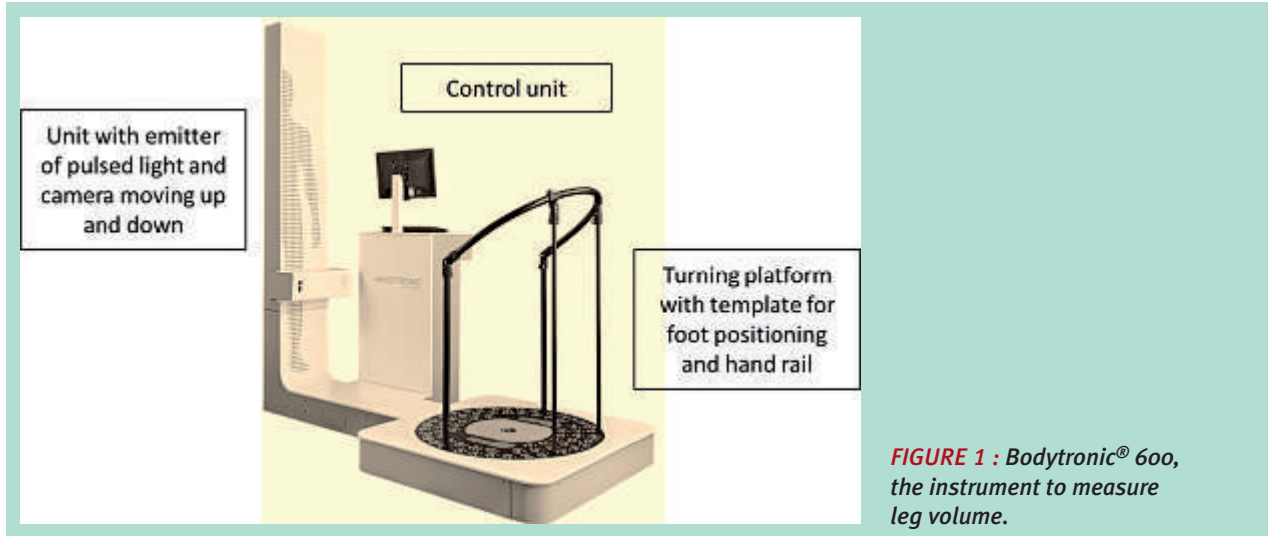 Control unit
Unit with emitter
of pulsed light and
camera moving up
and down
Turning platform
with template for
foot positioning
and hand rail
FIGURE 1 : Bodytronic® 600,
the instrument to measure
leg volume.